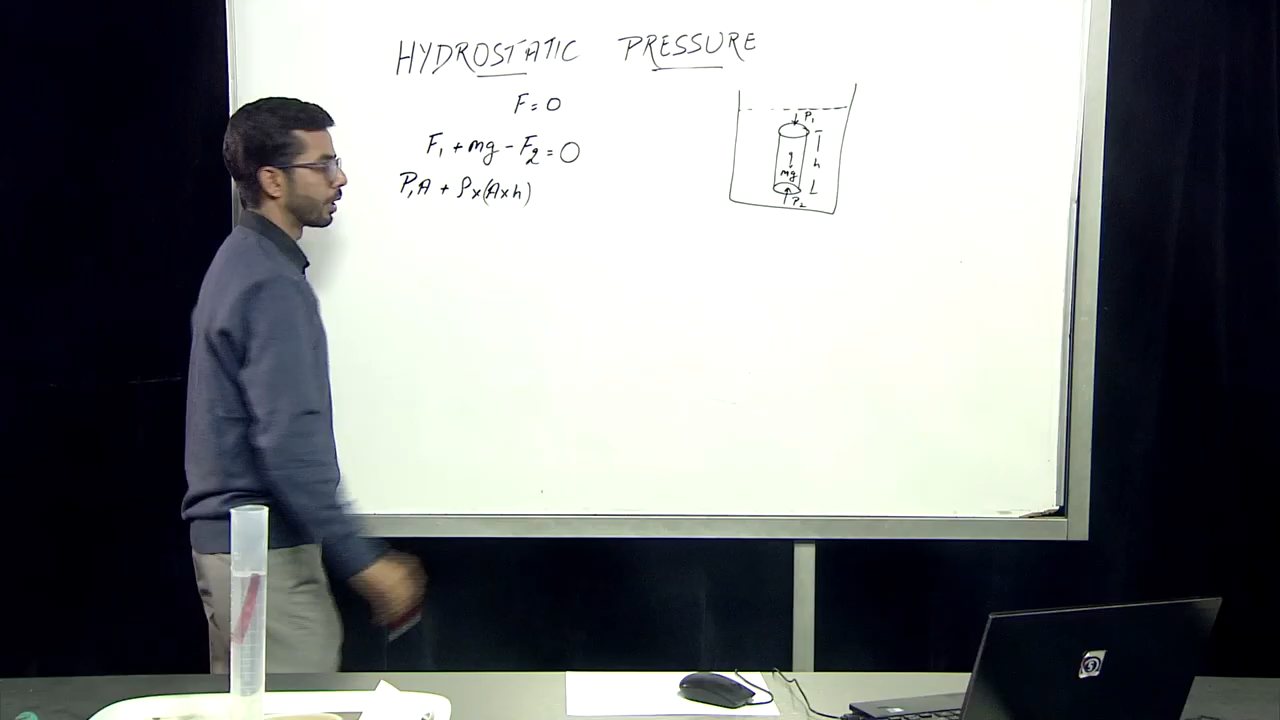 HYDROSTATIC PRESSURE
F = 0
F₁ + mg - F₂ = 0
P₁A + ρ x (A x h)
P₁
h
mg
P₂